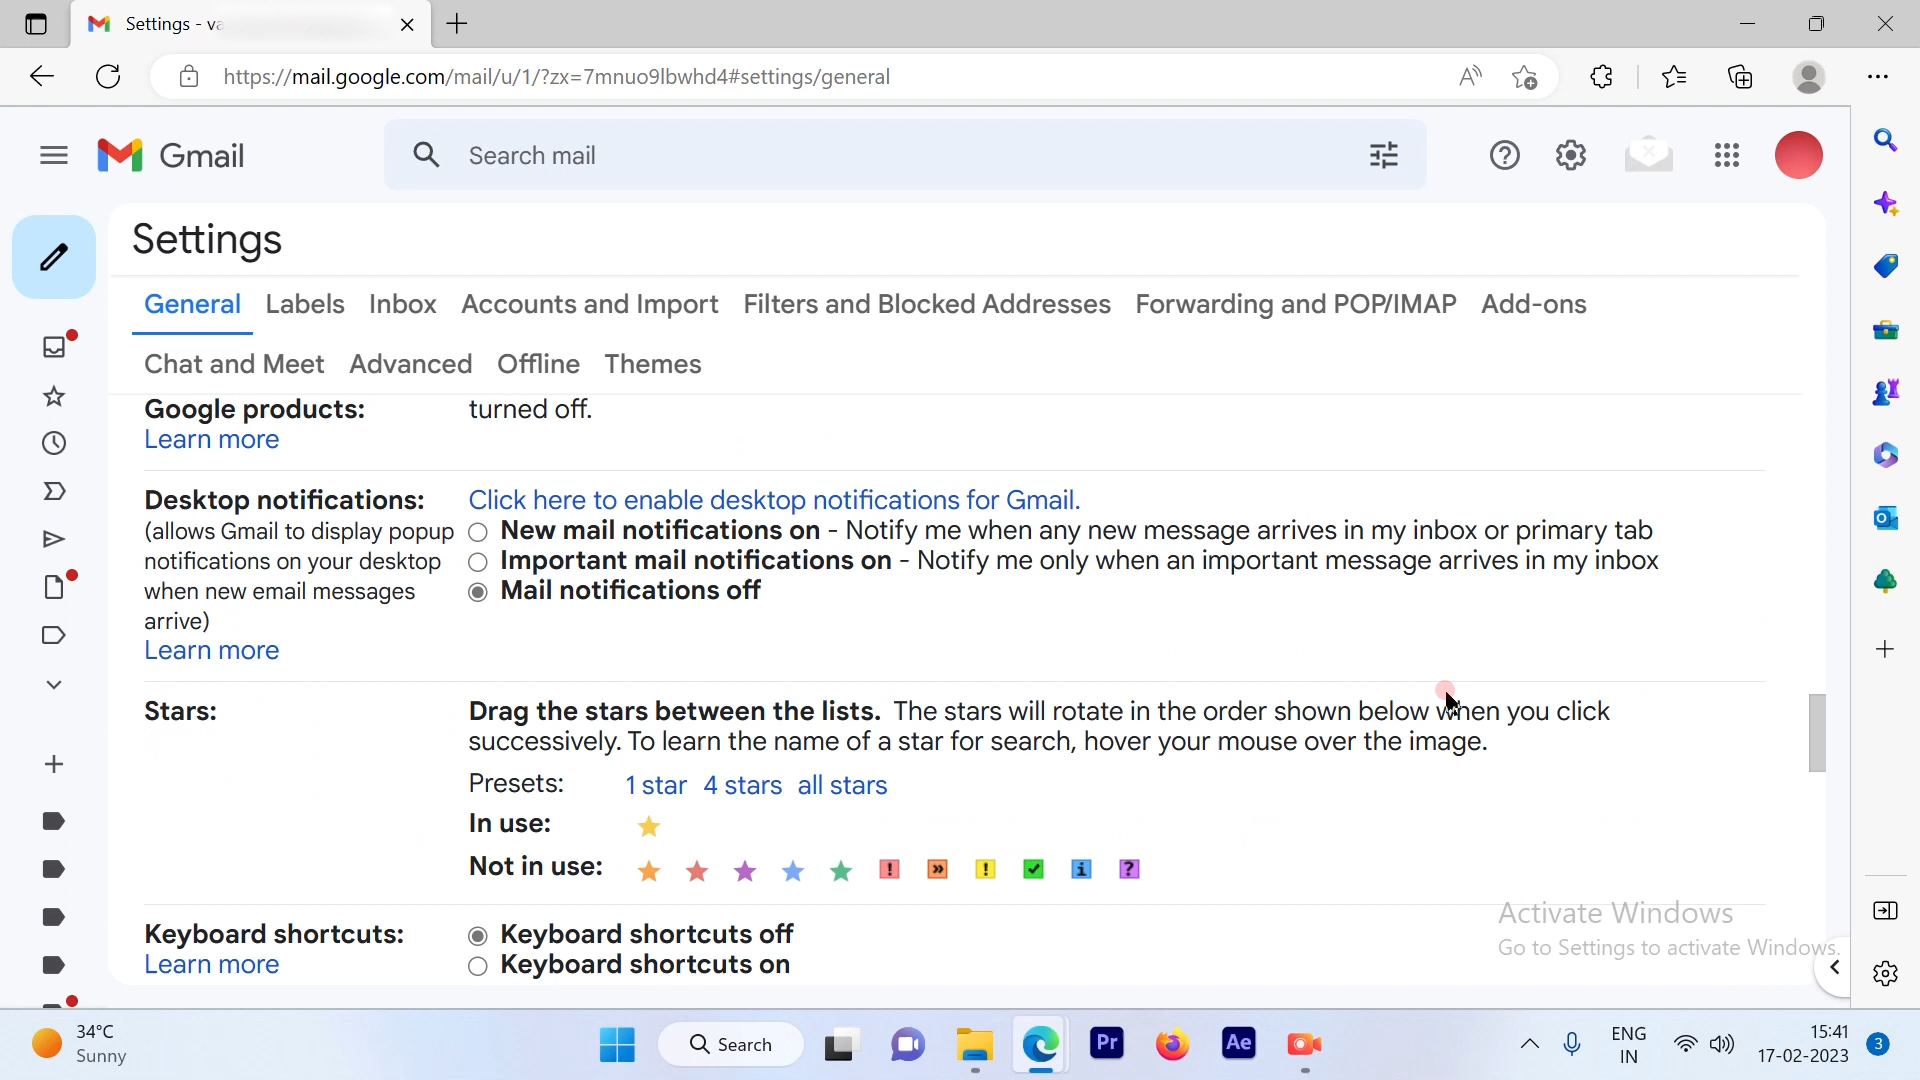 Settings - va
https://mail.google.com/mail/u/1/?zx=7mnuo9lbwhd4#settings/general
Gmail
Search mail
Settings
General Labels Inbox Accounts and Import Filters and Blocked Addresses Forwarding and POP/IMAP Add-ons
Chat and Meet Advanced Offline Themes
Google products: turned off.
Learn more
Desktop notifications: Click here to enable desktop notifications for Gmail.
(allows Gmail to display popup New mail notifications on - Notify me when any new message arrives in my inbox or primary tab
notifications on your desktop Important mail notifications on - Notify me only when an important message arrives in my inbox
when new email messages Mail notifications off
arrive)
Learn more
Stars: Drag the stars between the lists. The stars will rotate in the order shown below when you click
successively. To learn the name of a star for search, hover your mouse over the image.
Presets: 1 star 4 stars all stars
In use:
Not in use:
Keyboard shortcuts: Keyboard shortcuts off
Learn more Keyboard shortcuts on
Activate Windows
Go to Settings to activate Windows.
34°C
Sunny
Search
Pr
Ae
ENG
IN
15:41
17-02-2023
3